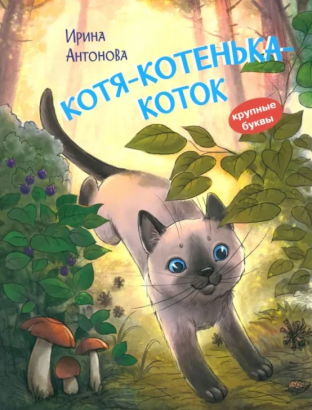 Ирина
Антонова
КОТЯ-КОТЕНЬКА-
КОТОК
крупные
буквы